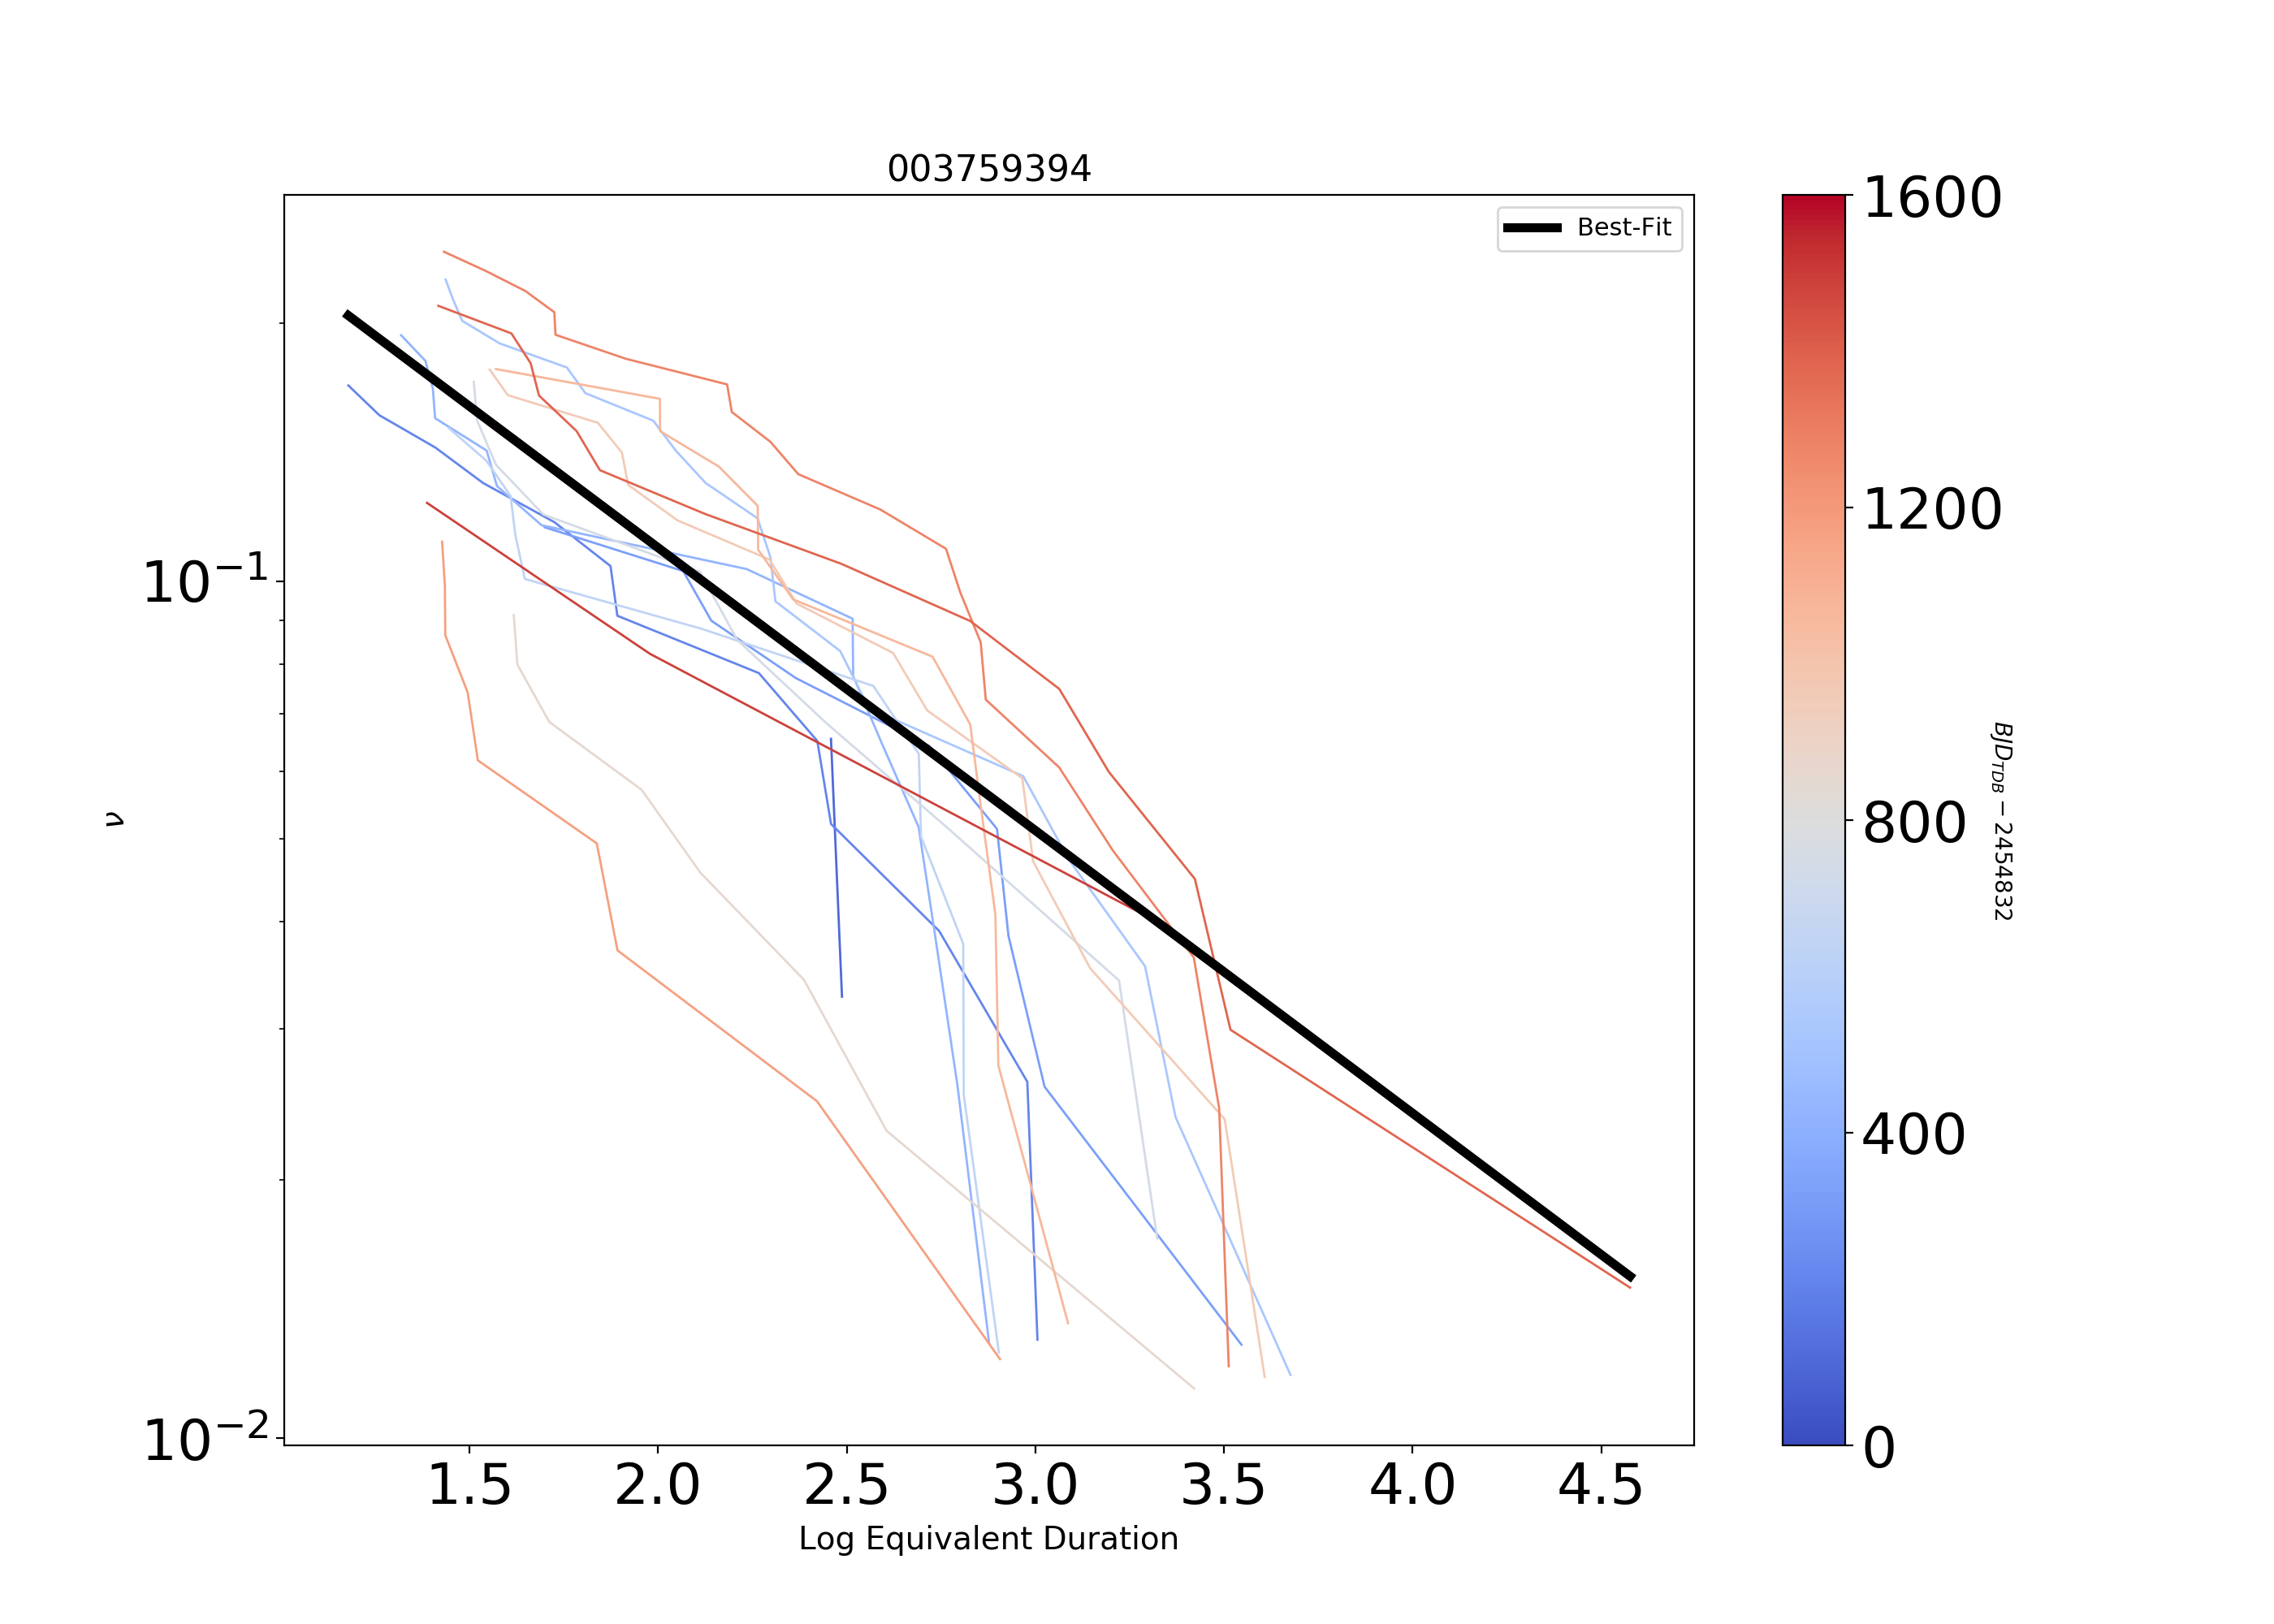 003759394
Best-Fit
ν
10⁻¹
10⁻²
1.5 2.0 2.5 3.0 3.5 4.0 4.5
Log Equivalent Duration
1600
1200
800
400
0
BJD_TDB − 2454832